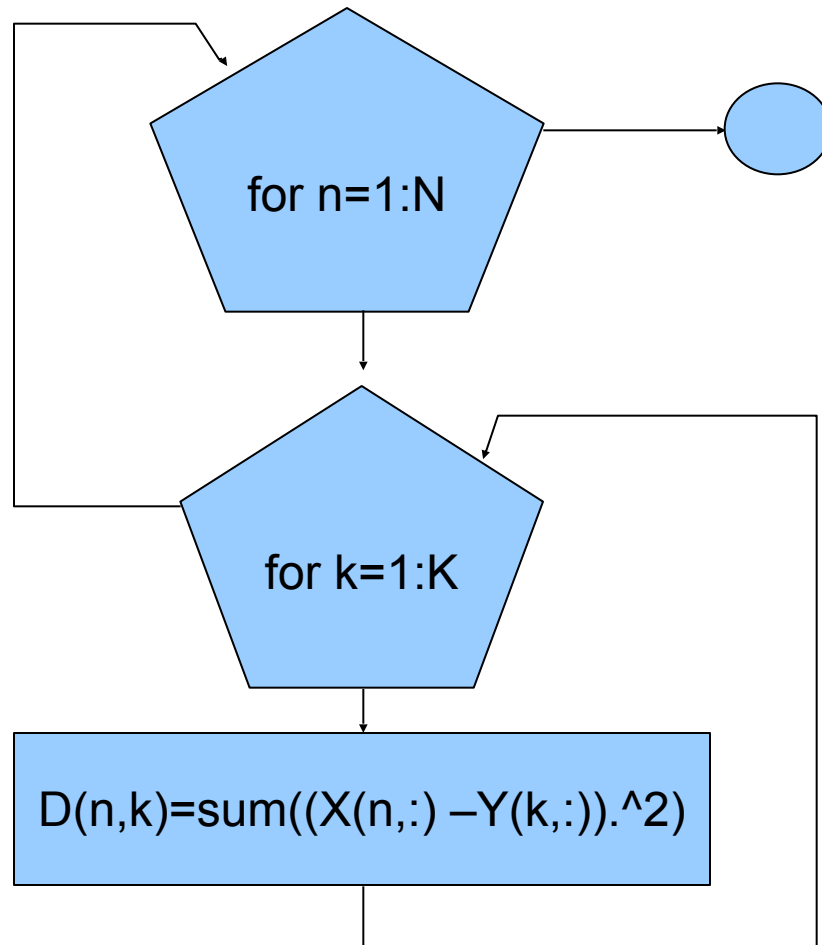 for n=1:N
for k=1:K
D(n,k)=sum((X(n,:) –Y(k,:)).^2)